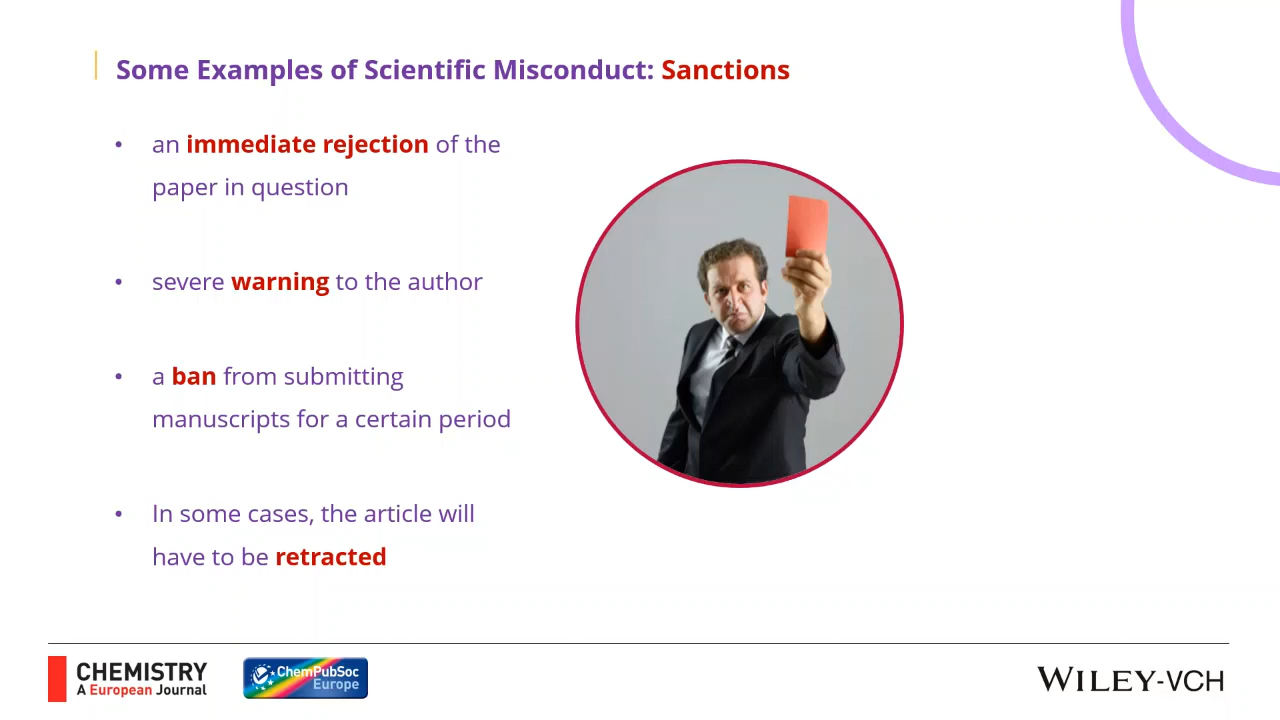 Some Examples of Scientific Misconduct: Sanctions
• an immediate rejection of the
paper in question
• severe warning to the author
• a ban from submitting
manuscripts for a certain period
• In some cases, the article will
have to be retracted
CHEMISTRY
A European Journal
ChemPubSoc
Europe
WILEY-VCH